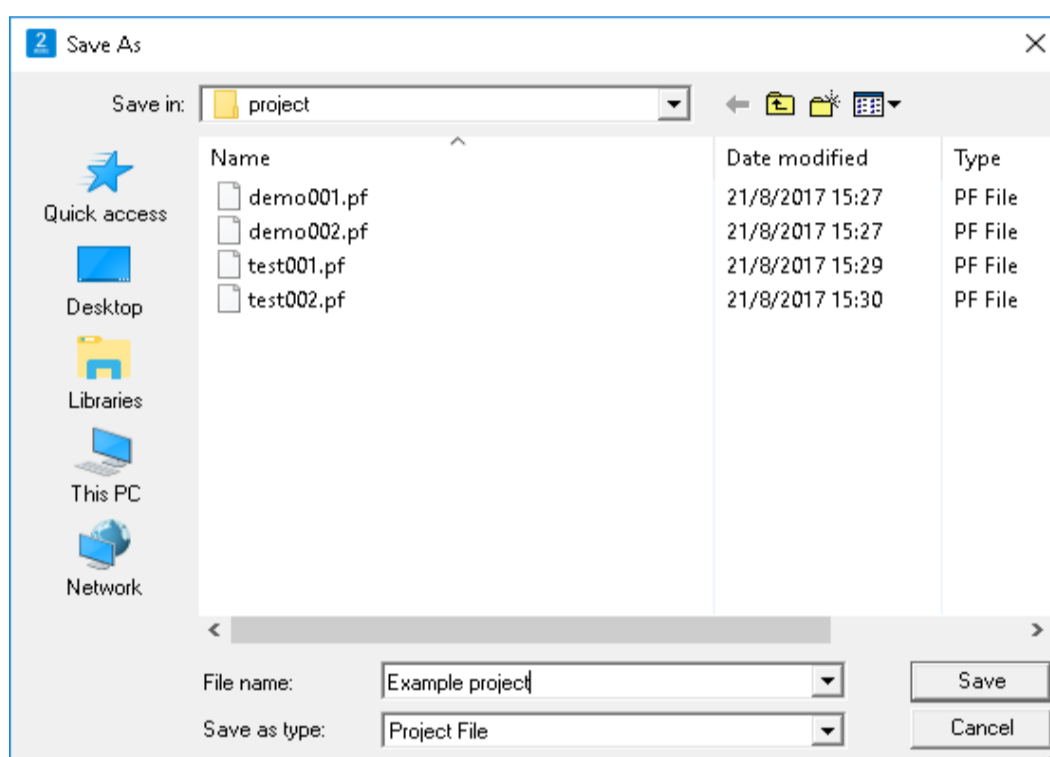 2 Save As
Save in: project
Name Date modified Type
demo001.pf 21/8/2017 15:27 PF File
demo002.pf 21/8/2017 15:27 PF File
test001.pf 21/8/2017 15:29 PF File
test002.pf 21/8/2017 15:30 PF File
Quick access
Desktop
Libraries
This PC
Network
File name: Example project Save
Save as type: Project File Cancel